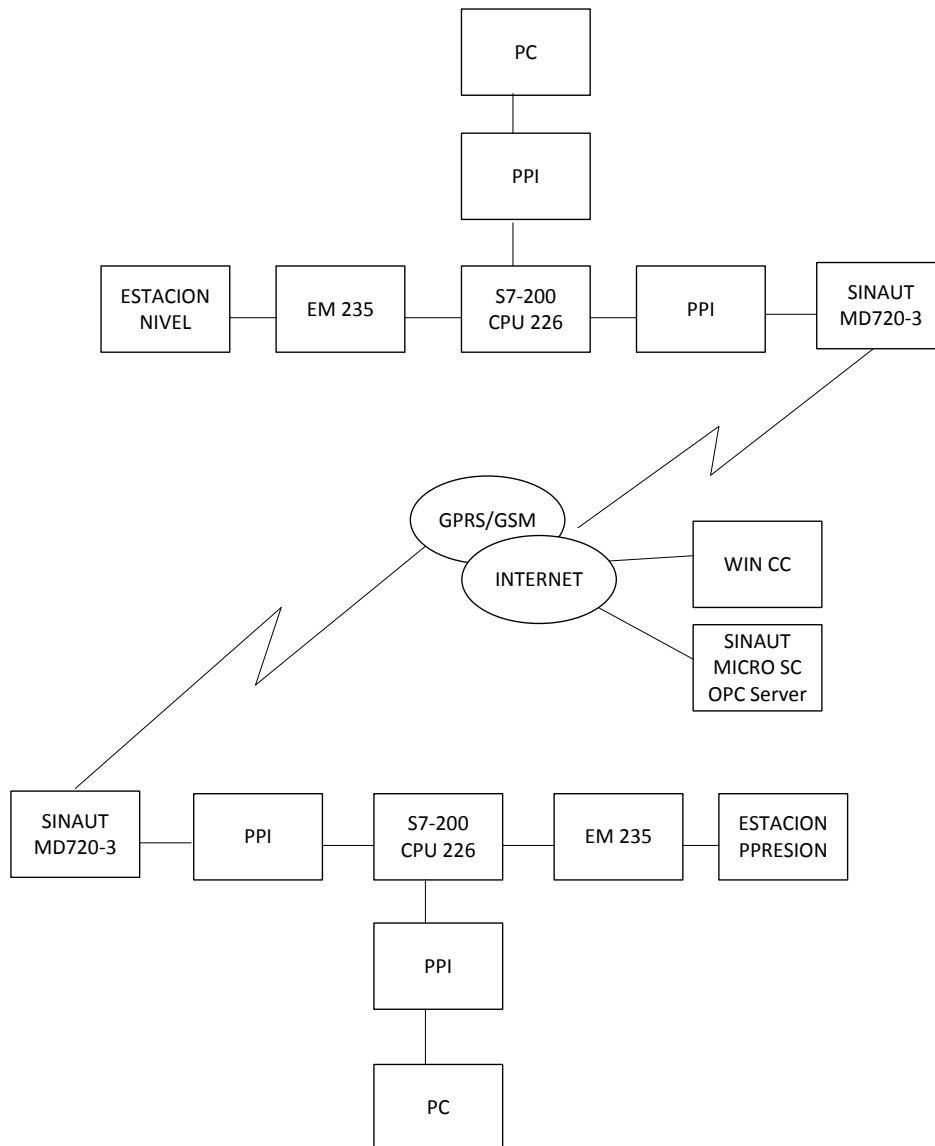 PC
PPI
ESTACION
NIVEL
EM 235
S7-200
CPU 226
PPI
SINAUT
MD720-3
GPRS/GSM
INTERNET
WIN CC
SINAUT
MICRO SC
OPC Server
SINAUT
MD720-3
PPI
S7-200
CPU 226
EM 235
ESTACION
PPRESION
PPI
PC